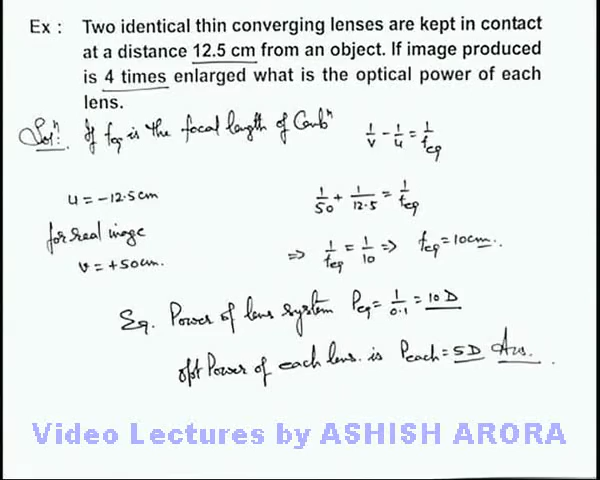 Ex : Two identical thin converging lenses are kept in contact
at a distance 12.5 cm from an object. If image produced
is 4 times enlarged what is the optical power of each
lens.
Solⁿ: If feq is the focal length of Combⁿ
1/v - 1/u = 1/feq
u = -12.5 cm
1/50 + 1/12.5 = 1/feq
for real image
v = +50 cm.
⇒ 1/feq = 1/10 ⇒ feq = 10 cm.
Eq. Power of lens system Peq = 1/0.1 = 10 D
opt Power of each lens. is Peach = 5D Ans.
Video Lectures by ASHISH ARORA